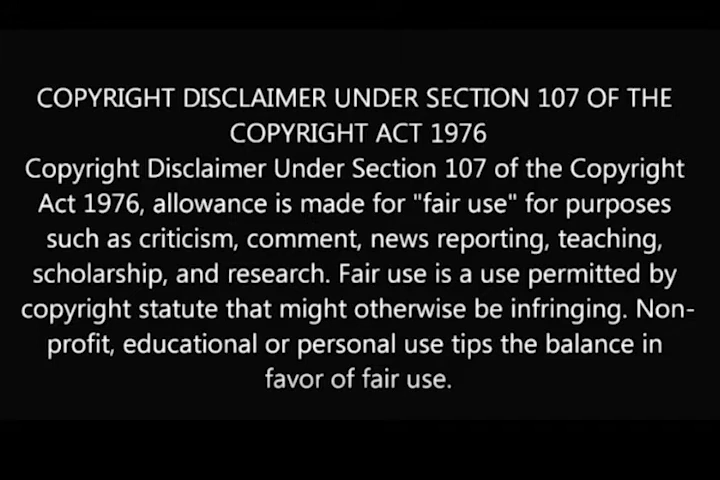 COPYRIGHT DISCLAIMER UNDER SECTION 107 OF THE
COPYRIGHT ACT 1976
Copyright Disclaimer Under Section 107 of the Copyright
Act 1976, allowance is made for "fair use" for purposes
such as criticism, comment, news reporting, teaching,
scholarship, and research. Fair use is a use permitted by
copyright statute that might otherwise be infringing. Non-
profit, educational or personal use tips the balance in
favor of fair use.